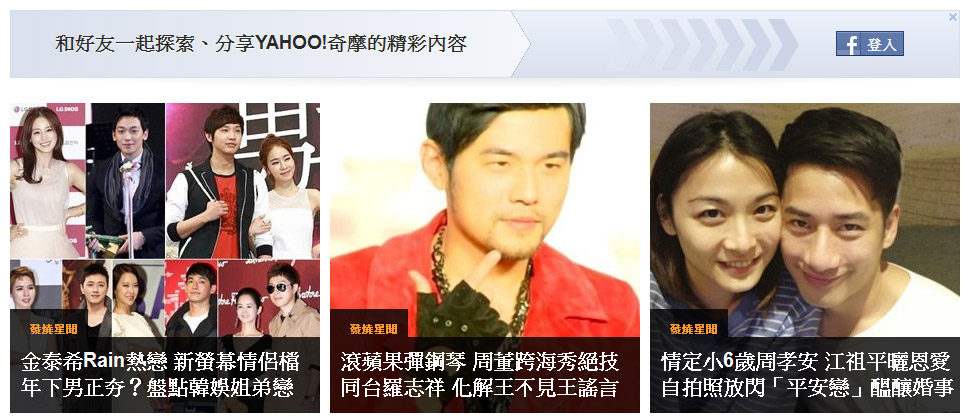 和好友一起探索、分享YAHOO!奇摩的精彩內容
f 登入
發燒星聞
金泰希Rain熱戀 新螢幕情侶檔
年下男正夯？盤點韓娛姐弟戀
發燒星聞
滾蘋果彈鋼琴 周董跨海秀絕技
同台羅志祥 化解王不見王謠言
發燒星聞
情定小6歲周孝安 江祖平曬恩愛
自拍照放閃「平安戀」醞釀婚事